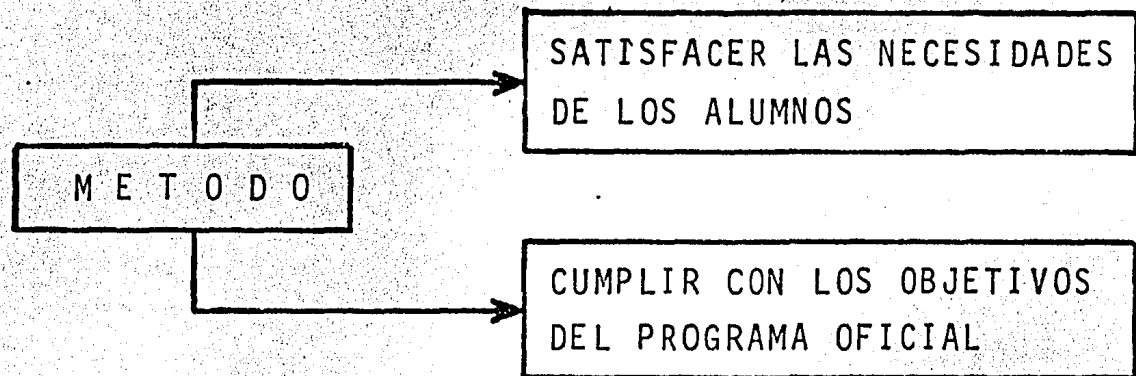 SATISFACER LAS NECESIDADES
DE LOS ALUMNOS
M E T O D O
CUMPLIR CON LOS OBJETIVOS
DEL PROGRAMA OFICIAL